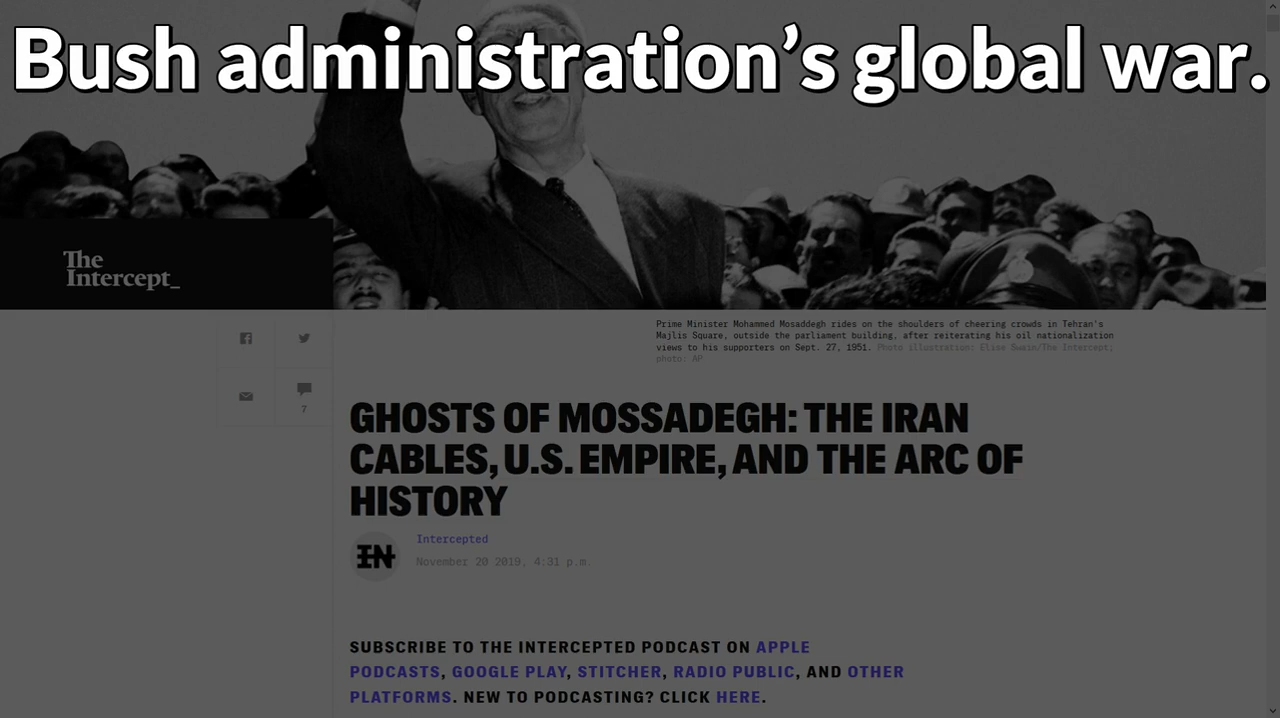 Bush administration’s global war.
The
Intercept_
Prime Minister Mohammed Mosaddegh rides on the shoulders of cheering crowds in Tehran's
Majlis Square, outside the parliament building, after reiterating his oil nationalization
views to his supporters on Sept. 27, 1951. Photo illustration: Elise Swain/The Intercept;
photo: AP
7
GHOSTS OF MOSSADEGH: THE IRAN
CABLES, U.S. EMPIRE, AND THE ARC OF
HISTORY
IN
Intercepted
November 20 2019, 4:31 p.m.
SUBSCRIBE TO THE INTERCEPTED PODCAST ON APPLE
PODCASTS, GOOGLE PLAY, STITCHER, RADIO PUBLIC, AND OTHER
PLATFORMS. NEW TO PODCASTING? CLICK HERE.